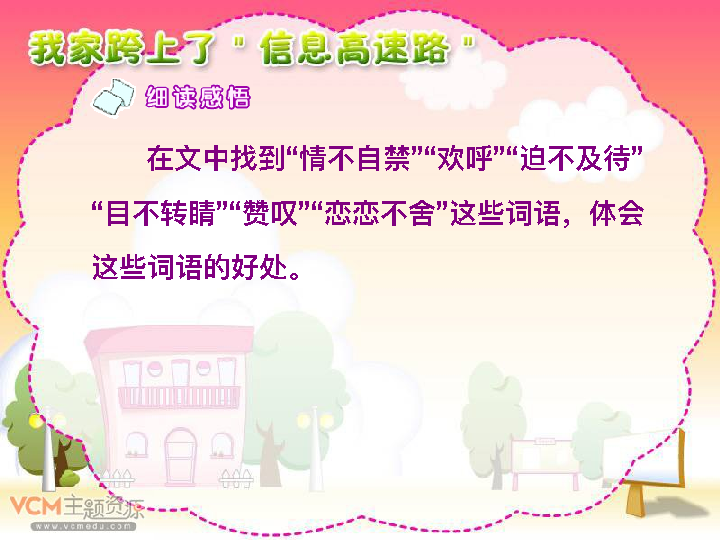 我家跨上了"信息高速路"
细读感悟
在文中找到“情不自禁”“欢呼”“迫不及待”
“目不转睛”“赞叹”“恋恋不舍”这些词语，体会
这些词语的好处。
VCM主题资源
www.vcmedu.com